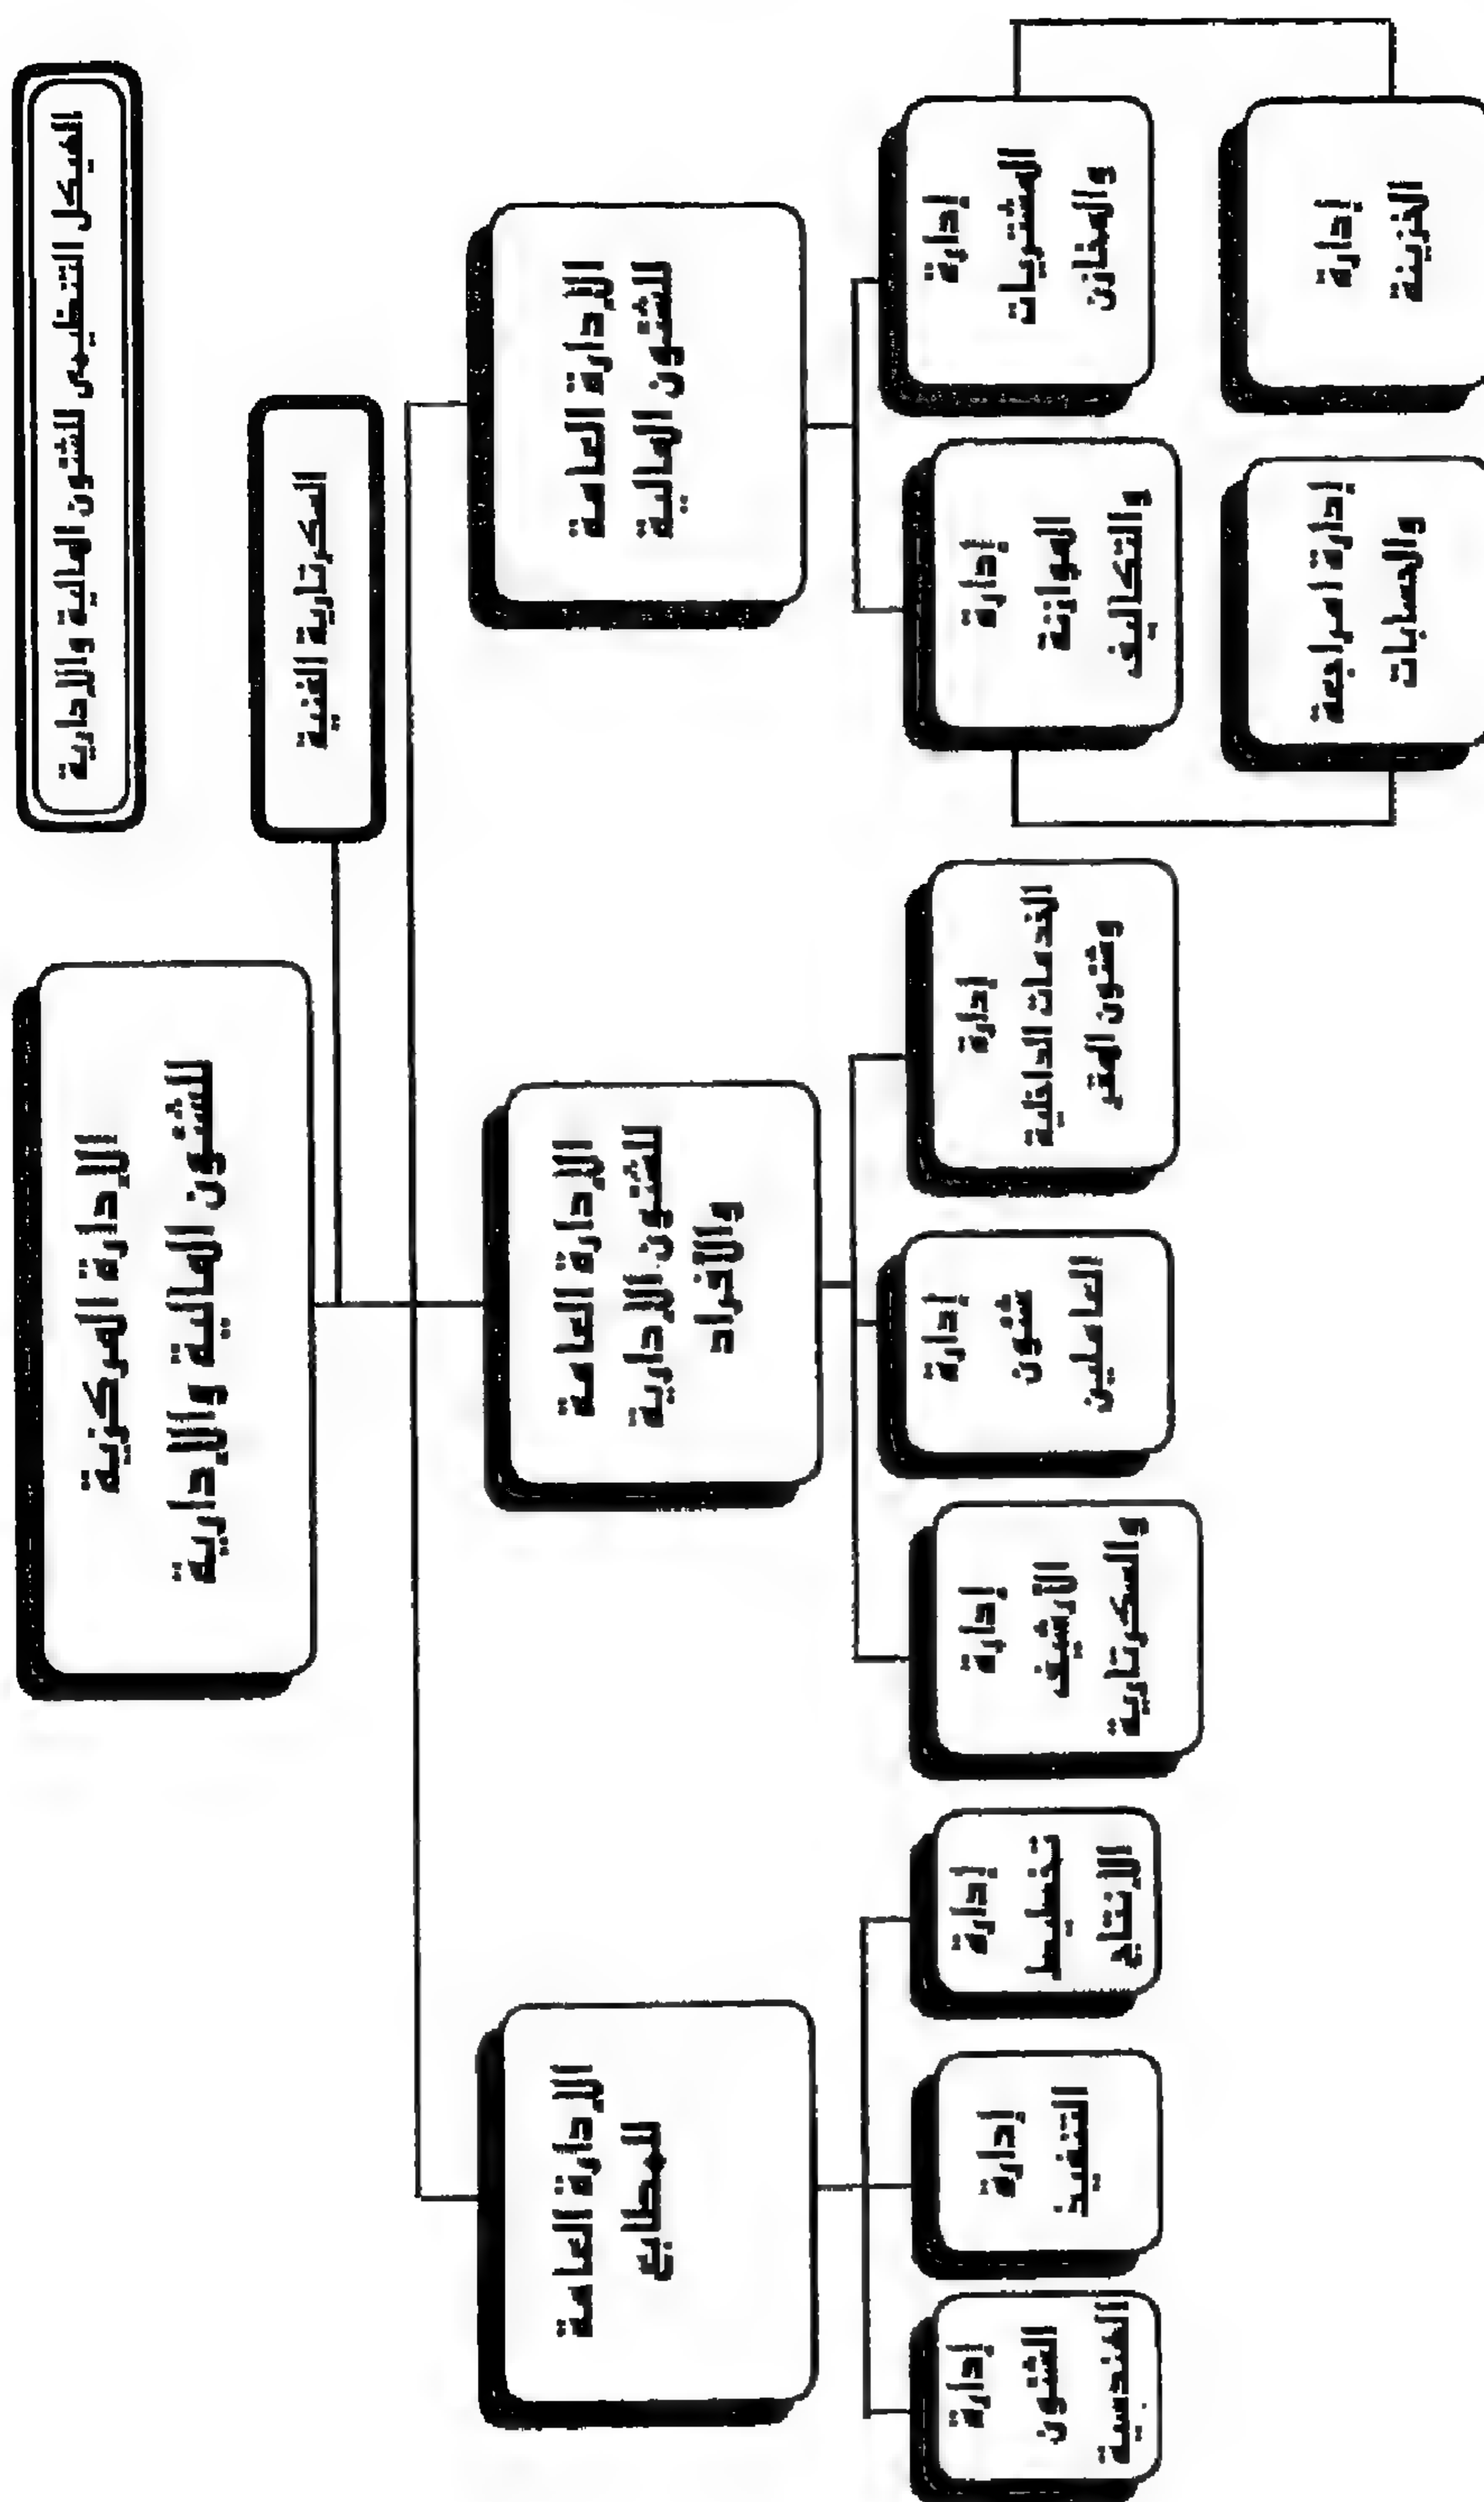 الهيكل التنظيمى للشئون المالية والإدارية
الإدارة المركزية
للشئون المالية والإدارية
السكرتارية الفنية
الإدارة العامة
للشئون المالية
الإدارة العامة
للشئون الإدارية
والأفراد
الإدارة العامة
للمطابع
إدارة
المشتريات
والمخازن
إدارة
الموازنة
والتكاليف
إدارة
الخدمات الداخلية
وشئون المقر
إدارة
شئون
العاملين
إدارة
الأرشيف
والسكرتارية
إدارة
تخطيط
الإنتاج
إدارة
التنفيذ
إدارة
الشئون
الهندسية
إدارة
الخزينة
إدارة المراجعة
والحسابات